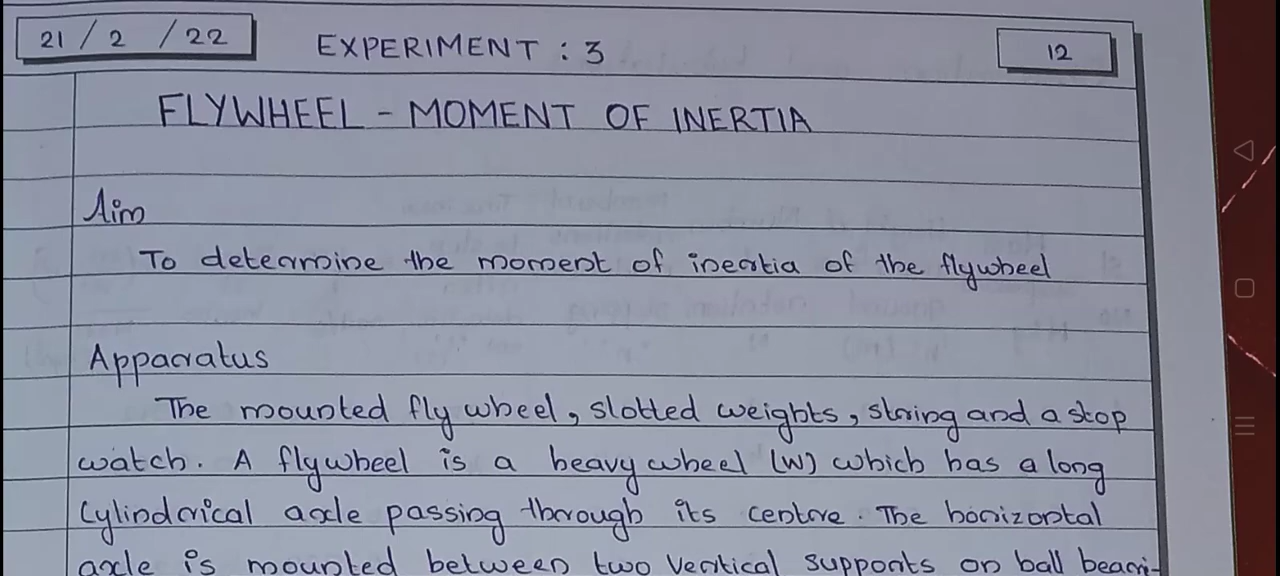 21 / 2 / 22
EXPERIMENT : 3
12
FLYWHEEL - MOMENT OF INERTIA
Aim
To determine the moment of inertia of the flywheel
Apparatus
The mounted fly wheel, slotted weights, string and a stop
watch. A flywheel is a heavy wheel (W) which has a long
cylindrical axle passing through its centre. The horizontal
axle is mounted between two vertical supports on ball beari-